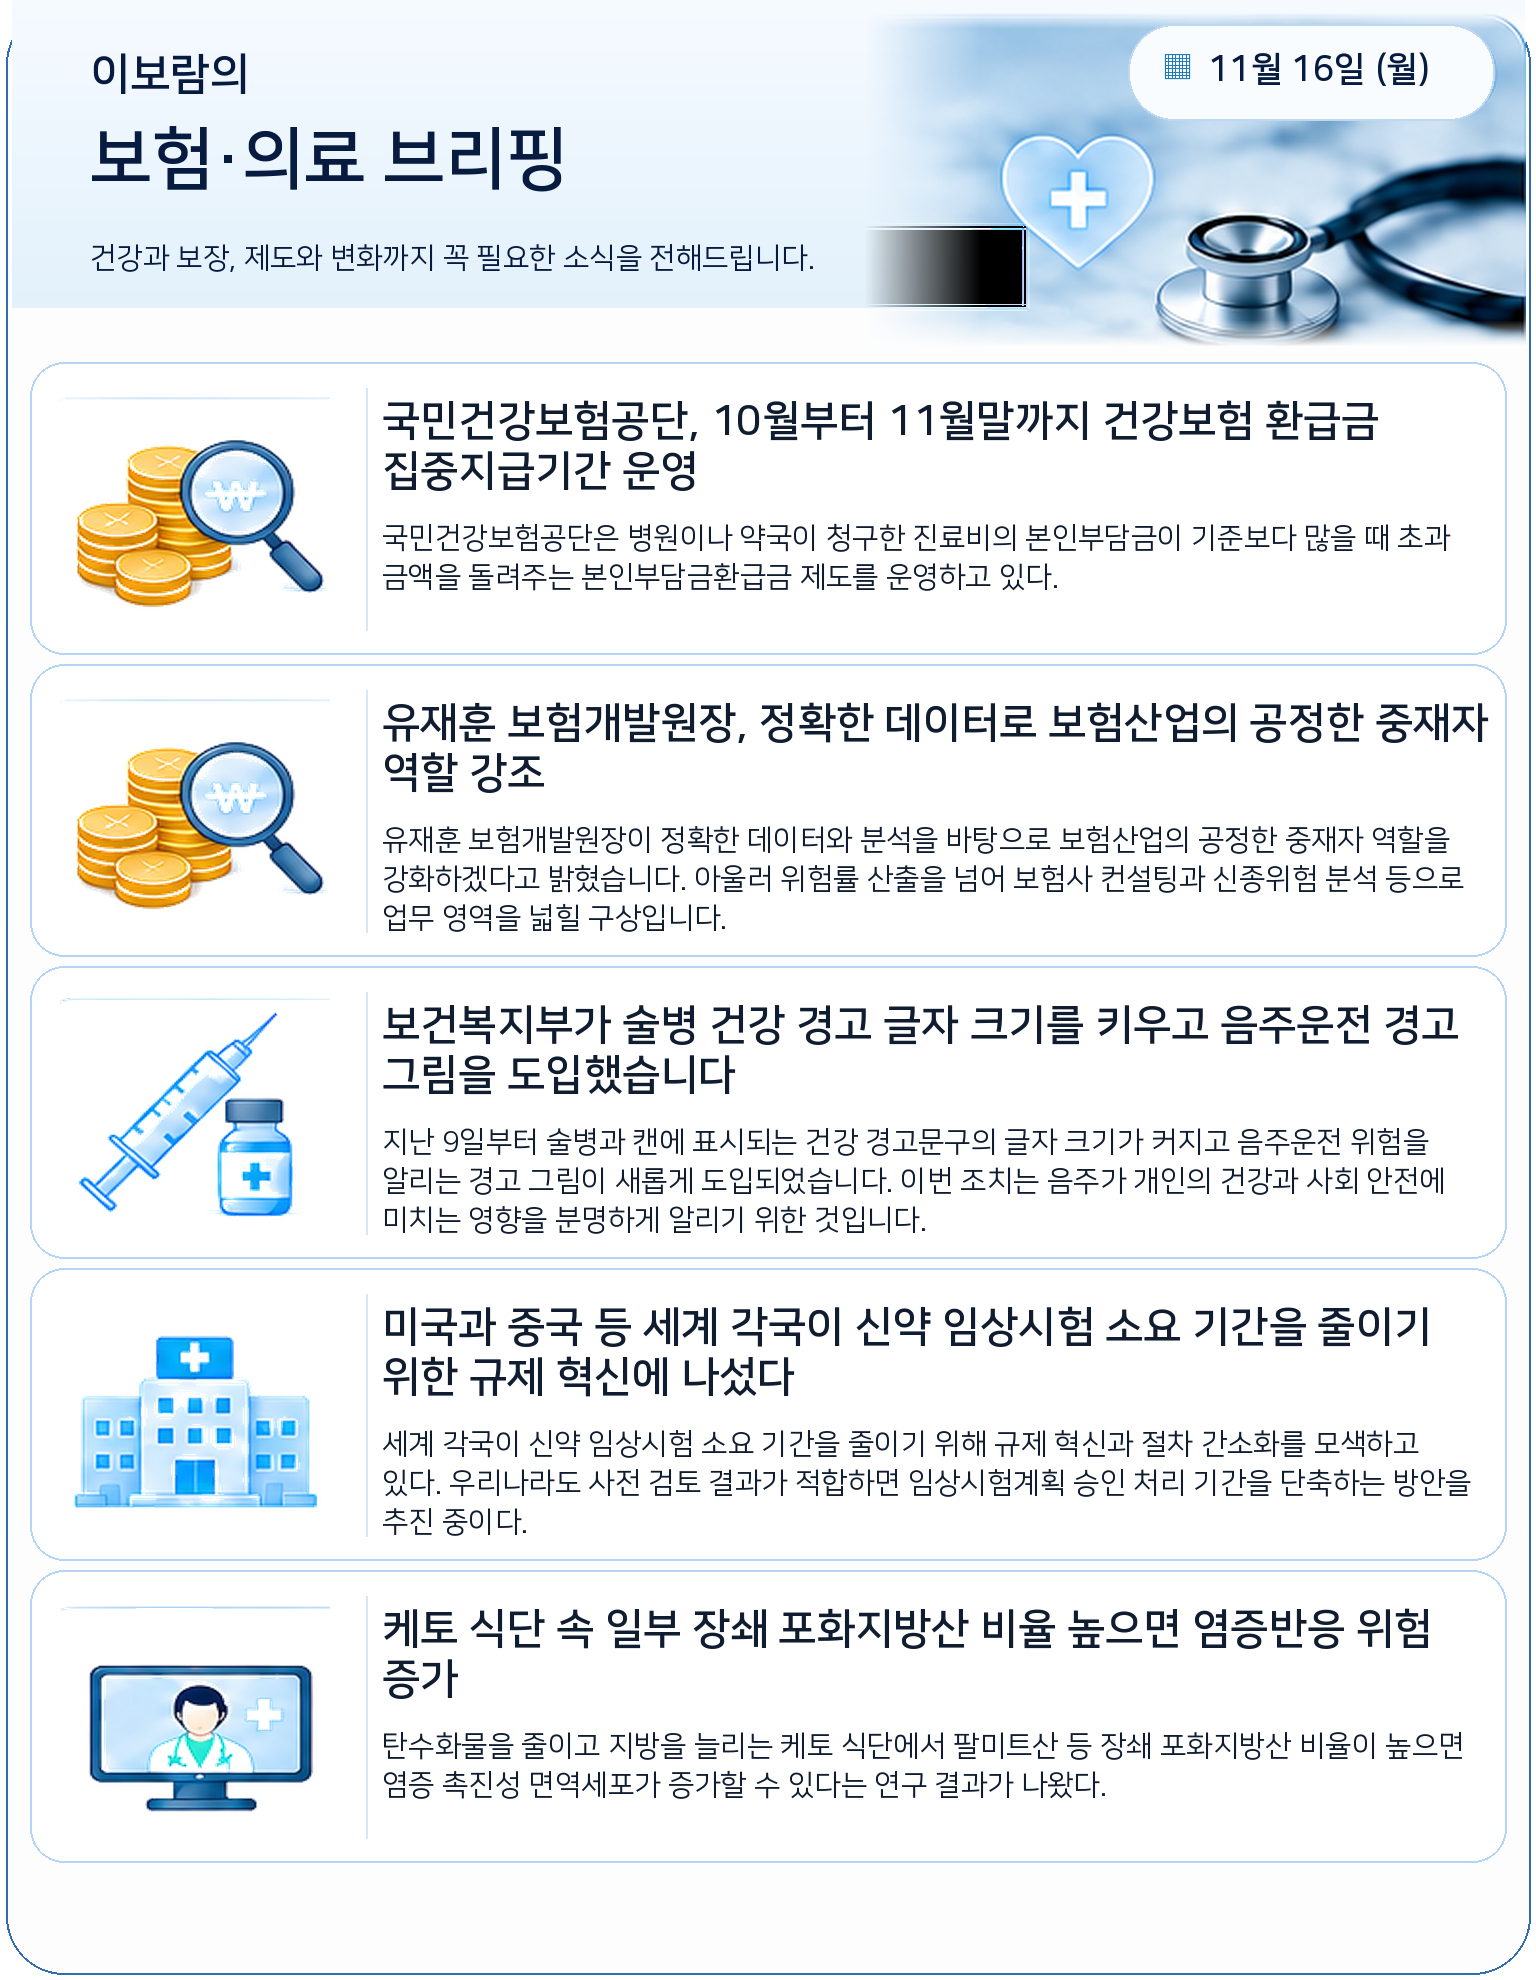 이보람의
11월 16일 (월)
보험·의료 브리핑
건강과 보장, 제도와 변화까지 꼭 필요한 소식을 전해드립니다.
국민건강보험공단, 10월부터 11월말까지 건강보험 환급금
집중지급기간 운영
국민건강보험공단은 병원이나 약국이 청구한 진료비의 본인부담금이 기준보다 많을 때 초과
금액을 돌려주는 본인부담금환급금 제도를 운영하고 있다.
₩
유재훈 보험개발원장, 정확한 데이터로 보험산업의 공정한 중재자
역할 강조
유재훈 보험개발원장이 정확한 데이터와 분석을 바탕으로 보험산업의 공정한 중재자 역할을
강화하겠다고 밝혔습니다. 아울러 위험률 산출을 넘어 보험사 컨설팅과 신종위험 분석 등으로
업무 영역을 넓힐 구상입니다.
₩
보건복지부가 술병 건강 경고 글자 크기를 키우고 음주운전 경고
그림을 도입했습니다
지난 9일부터 술병과 캔에 표시되는 건강 경고문구의 글자 크기가 커지고 음주운전 위험을
알리는 경고 그림이 새롭게 도입되었습니다. 이번 조치는 음주가 개인의 건강과 사회 안전에
미치는 영향을 분명하게 알리기 위한 것입니다.
미국과 중국 등 세계 각국이 신약 임상시험 소요 기간을 줄이기
위한 규제 혁신에 나섰다
세계 각국이 신약 임상시험 소요 기간을 줄이기 위해 규제 혁신과 절차 간소화를 모색하고
있다. 우리나라도 사전 검토 결과가 적합하면 임상시험계획 승인 처리 기간을 단축하는 방안을
추진 중이다.
케토 식단 속 일부 장쇄 포화지방산 비율 높으면 염증반응 위험
증가
탄수화물을 줄이고 지방을 늘리는 케토 식단에서 팔미트산 등 장쇄 포화지방산 비율이 높으면
염증 촉진성 면역세포가 증가할 수 있다는 연구 결과가 나왔다.